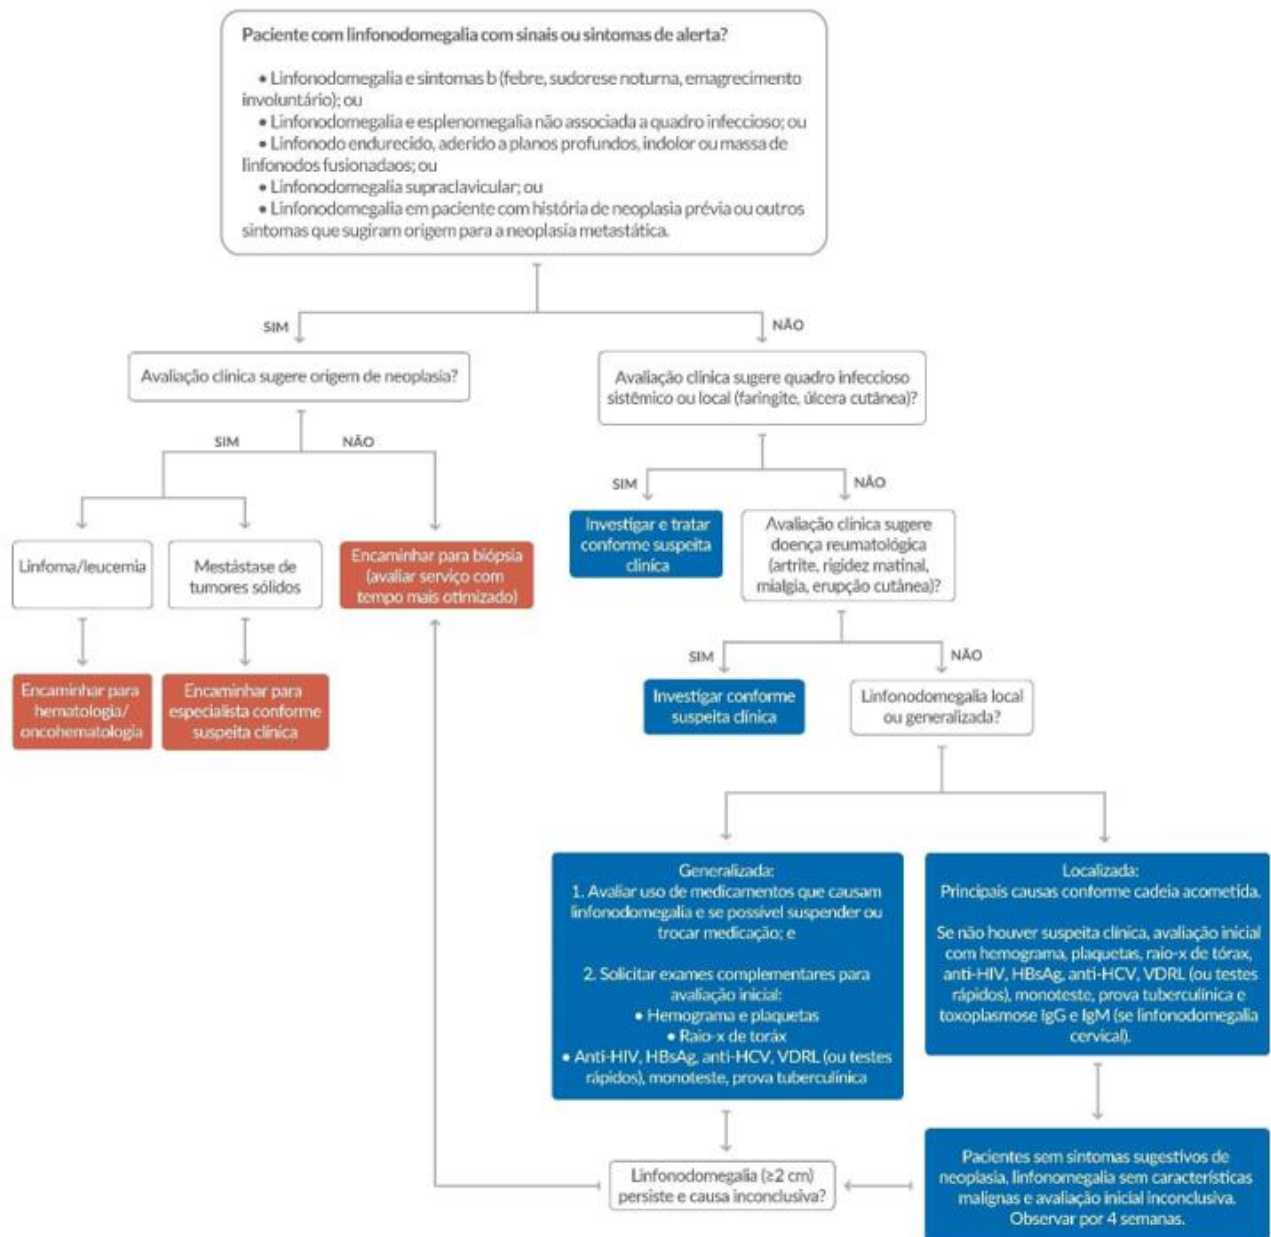 Paciente com linfonodomegalia com sinais ou sintomas de alerta?
• Linfonodomegalia e sintomas b (febre, sudorese noturna, emagrecimento
involuntário); ou
• Linfonodomegalia e esplenomegalia não associada a quadro infeccioso; ou
• Linfonodo endurecido, aderido a planos profundos, indolor ou massa de
linfonodos fusionadaos; ou
• Linfonodomegalia supraclavicular; ou
• Linfonodomegalia em paciente com história de neoplasia prévia ou outros
sintomas que sugiram origem para a neoplasia metastática.
SIM
NÃO
Avaliação clínica sugere origem de neoplasia?
Avaliação clínica sugere quadro infeccioso
sistêmico ou local (faringite, úlcera cutânea)?
SIM
NÃO
SIM
NÃO
Linfoma/leucemia
Mestástase de
tumores sólidos
Encaminhar para biópsia
(avaliar serviço com
tempo mais otimizado)
Investigar e tratar
conforme suspeita
clínica
Avaliação clínica sugere
doença reumatológica
(artrite, rigidez matinal,
mialgia, erupção cutânea)?
SIM
NÃO
Encaminhar para
hematologia/
oncohematologia
Encaminhar para
especialista conforme
suspeita clínica
Investigar conforme
suspeita clínica
Linfonodomegalia local
ou generalizada?
Generalizada:
1. Avaliar uso de medicamentos que causam
linfonodomegalia e se possível suspender ou
trocar medicação; e
2. Solicitar exames complementares para
avaliação inicial:
• Hemograma e plaquetas
• Raio-x de toráx
• Anti-HIV, HBsAg, anti-HCV, VDRL (ou testes
rápidos), monoteste, prova tuberculínica
Localizada:
Principais causas conforme cadeia acometida.
Se não houver suspeita clínica, avaliação inicial
com hemograma, plaquetas, raio-x de tórax,
anti-HIV, HBsAg, anti-HCV, VDRL (ou testes
rápidos), monoteste, prova tuberculínica e
toxoplasmose IgG e IgM (se linfonodomegalia
cervical).
Linfonodomegalia (≥2 cm)
persiste e causa inconclusiva?
Pacientes sem sintomas sugestivos de
neoplasia, linfonomegalia sem características
malignas e avaliação inicial inconclusiva.
Observar por 4 semanas.